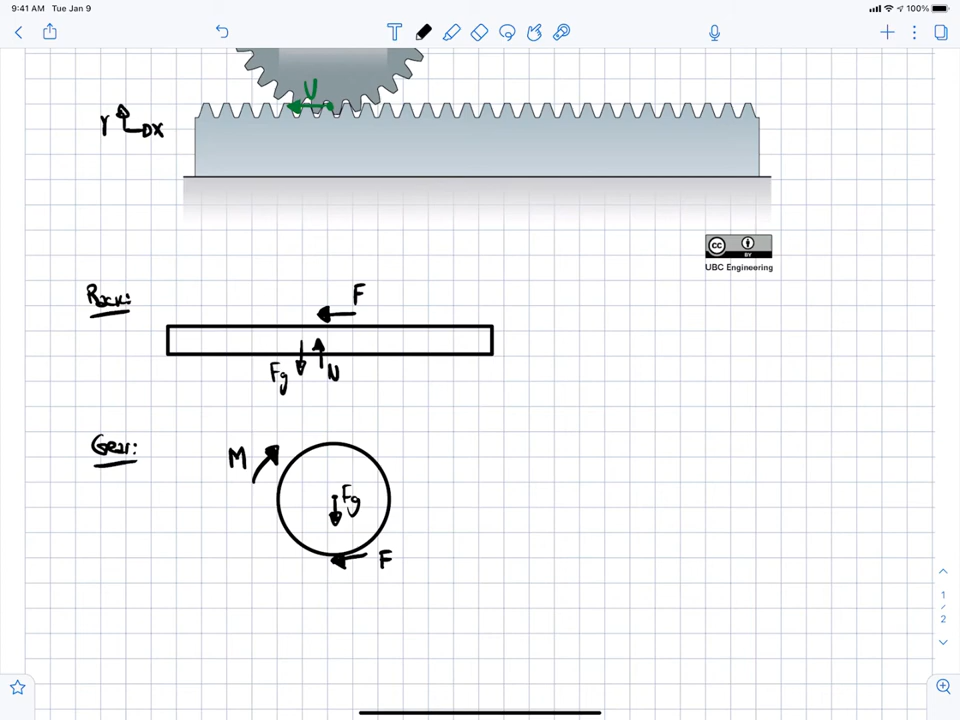 9:41 AM Tue Jan 9
100%
T
V
Y
X
CC BY
UBC Engineering
Rack:
F
Fg
N
Gear:
M
Fg
F
1
/
2